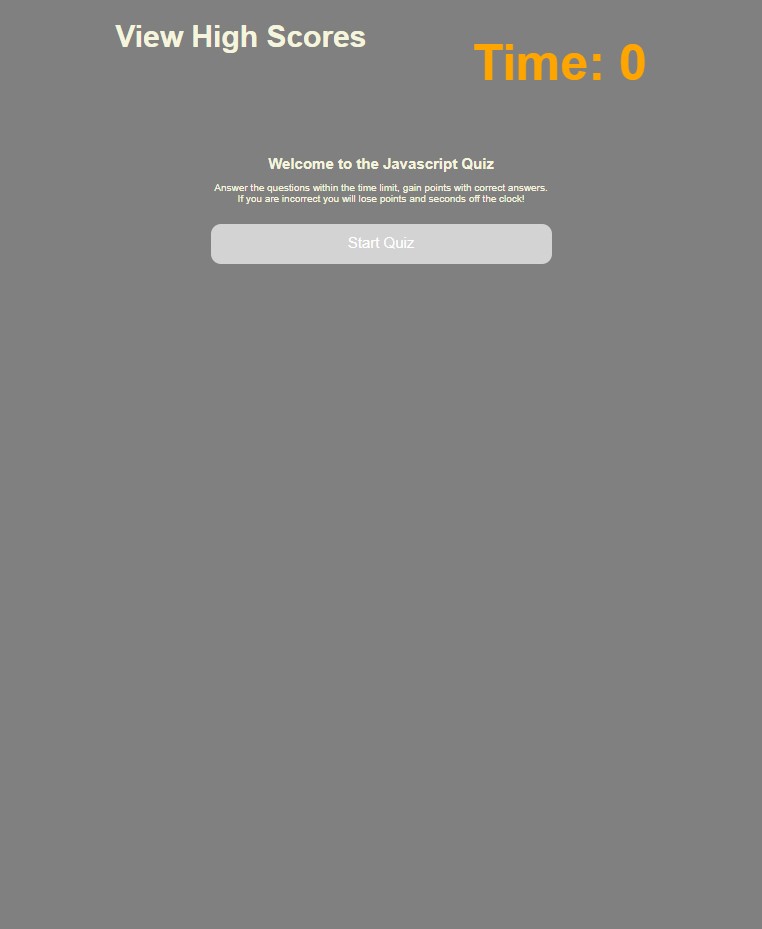 View High Scores
Time: 0
Welcome to the Javascript Quiz
Answer the questions within the time limit, gain points with correct answers.
If you are incorrect you will lose points and seconds off the clock!
Start Quiz